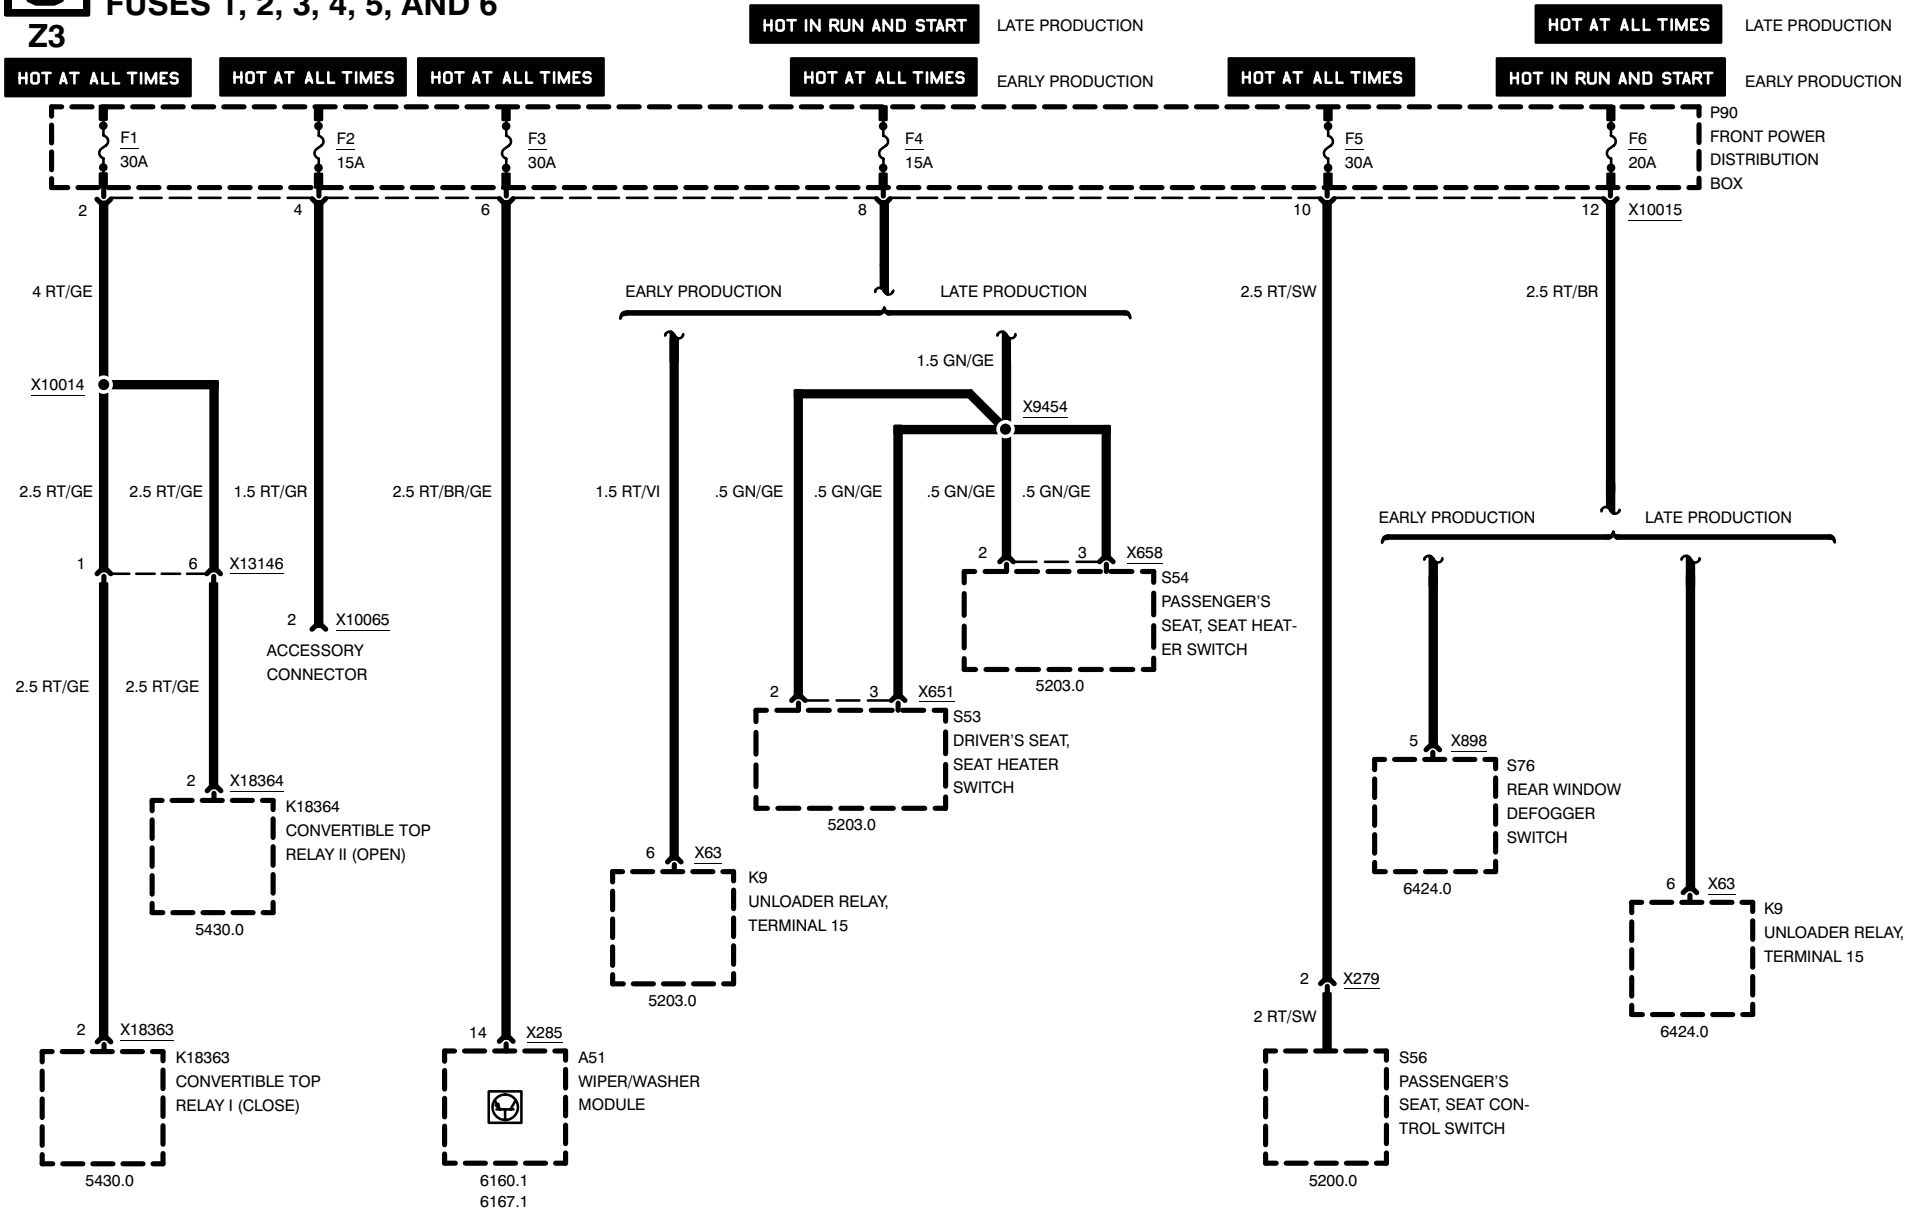 FUSES 1, 2, 3, 4, 5, AND 6
Z3
HOT IN RUN AND START
LATE PRODUCTION
HOT AT ALL TIMES
LATE PRODUCTION
HOT AT ALL TIMES
HOT AT ALL TIMES
HOT AT ALL TIMES
HOT AT ALL TIMES
EARLY PRODUCTION
HOT AT ALL TIMES
HOT IN RUN AND START
EARLY PRODUCTION
F1
30A
F2
15A
F3
30A
F4
15A
F5
30A
F6
20A
P90
FRONT POWER
DISTRIBUTION
BOX
2
4
6
8
10
12
X10015
4 RT/GE
EARLY PRODUCTION
LATE PRODUCTION
2.5 RT/SW
2.5 RT/BR
1.5 GN/GE
X10014
X9454
2.5 RT/GE
2.5 RT/GE
1.5 RT/GR
2.5 RT/BR/GE
1.5 RT/VI
.5 GN/GE
.5 GN/GE
.5 GN/GE
.5 GN/GE
EARLY PRODUCTION
LATE PRODUCTION
1
6
X13146
2
3
X658
S54
PASSENGER'S
SEAT, SEAT HEAT-
ER SWITCH
5203.0
2
X10065
ACCESSORY
CONNECTOR
2.5 RT/GE
2.5 RT/GE
2
3
X651
S53
DRIVER'S SEAT,
SEAT HEATER
SWITCH
5203.0
5
X898
S76
REAR WINDOW
DEFOGGER
SWITCH
6424.0
2
X18364
K18364
CONVERTIBLE TOP
RELAY II (OPEN)
5430.0
6
X63
K9
UNLOADER RELAY,
TERMINAL 15
5203.0
6
X63
K9
UNLOADER RELAY,
TERMINAL 15
6424.0
2
X279
2 RT/SW
2
X18363
K18363
CONVERTIBLE TOP
RELAY I (CLOSE)
5430.0
14
X285
A51
WIPER/WASHER
MODULE
6160.1
6167.1
S56
PASSENGER'S
SEAT, SEAT CON-
TROL SWITCH
5200.0